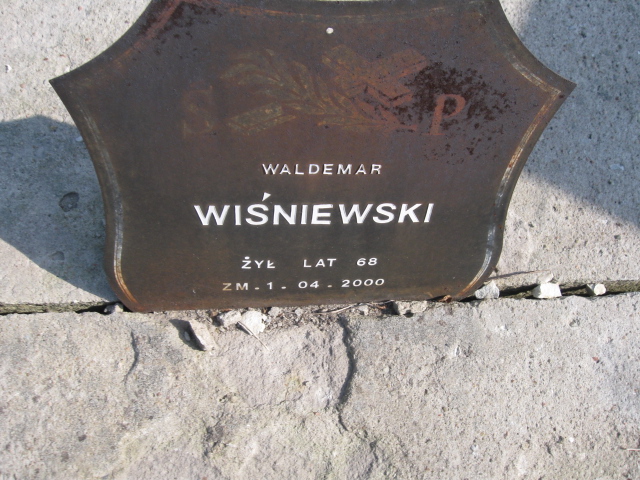 Ś P
WALDEMAR
WIŚNIEWSKI
ŻYŁ LAT 68
ZM-1-04-2000